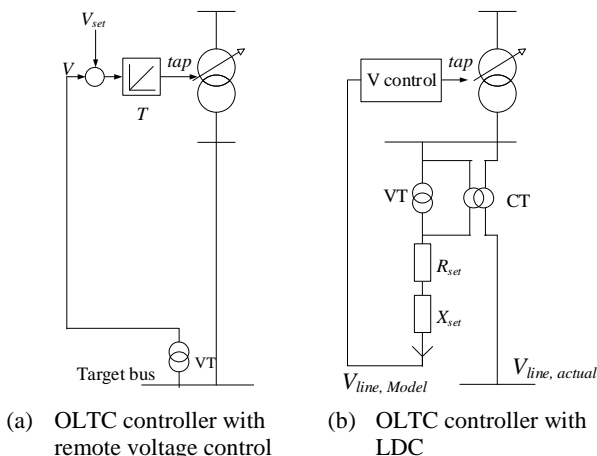 V_set
V
tap
T
VT
Target bus
(a) OLTC controller with
remote voltage control
V control
tap
VT
CT
R_set
X_set
V_line, Model
V_line, actual
(b) OLTC controller with
LDC